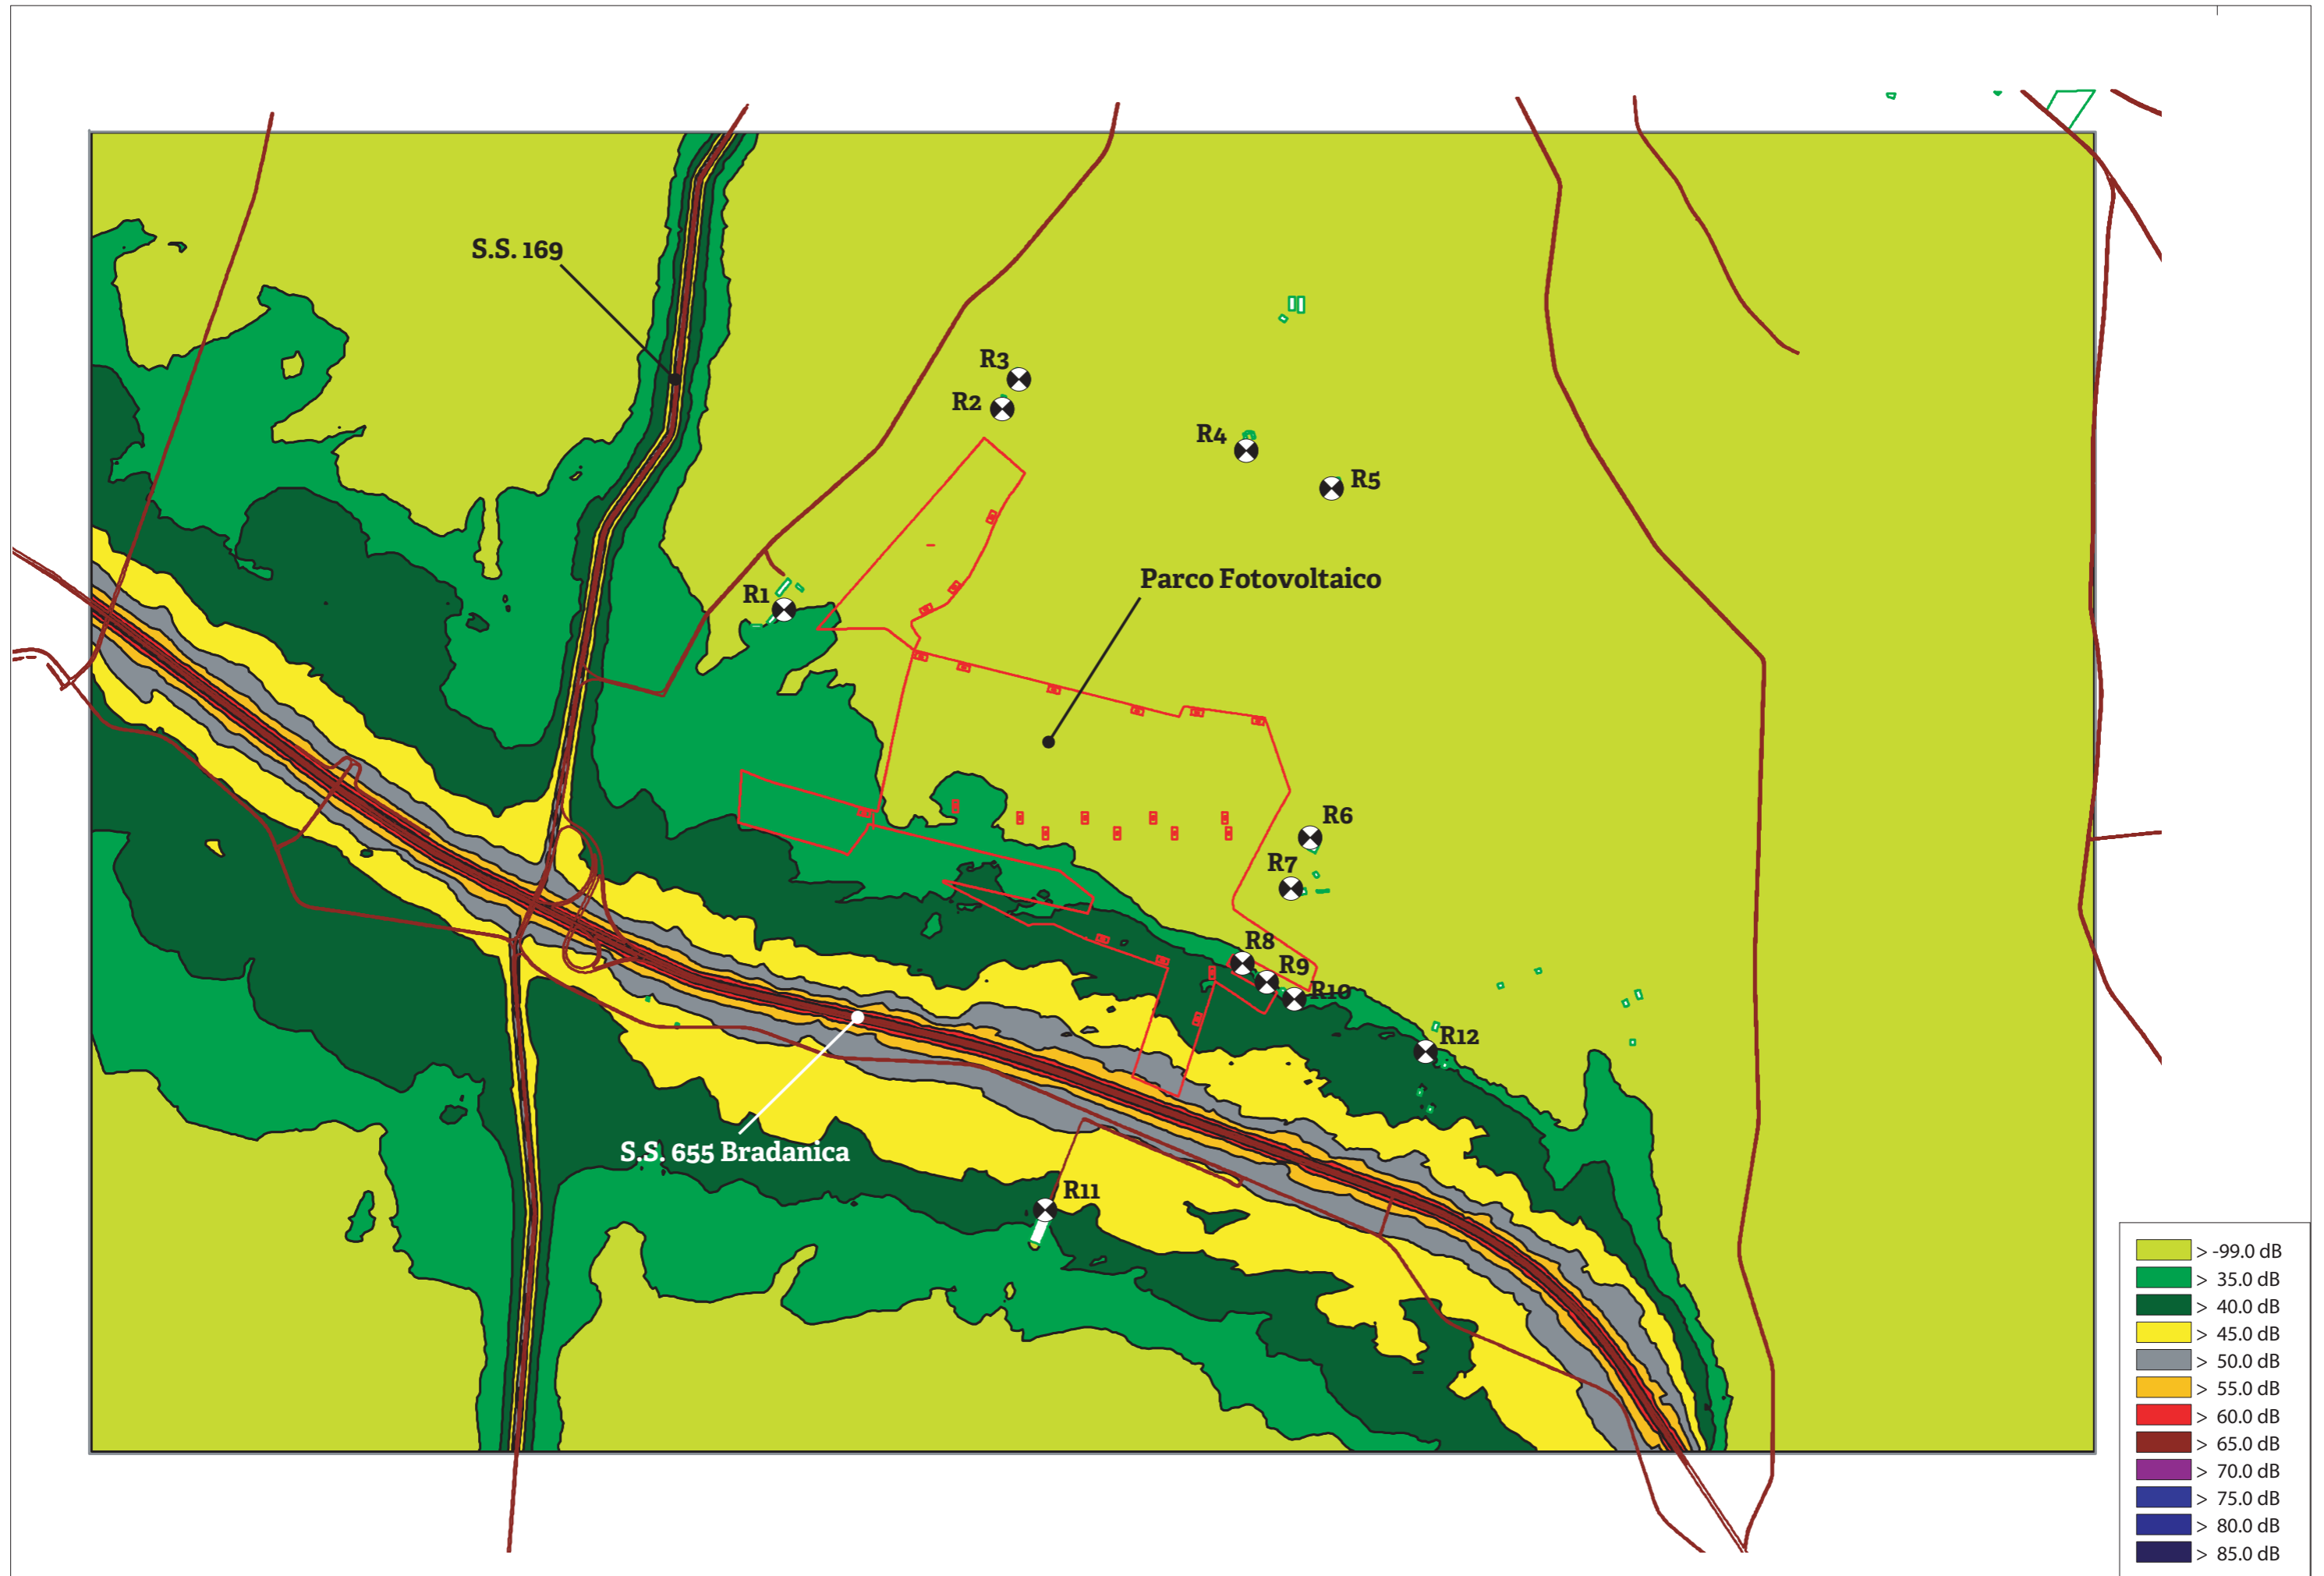 S.S. 169
R3
R2
R4
R5
Parco Fotovoltaico
R1
R6
R7
R8
R9
R10
R12
S.S. 655 Bradanica
R11
> -99.0 dB
> 35.0 dB
> 40.0 dB
> 45.0 dB
> 50.0 dB
> 55.0 dB
> 60.0 dB
> 65.0 dB
> 70.0 dB
> 75.0 dB
> 80.0 dB
> 85.0 dB